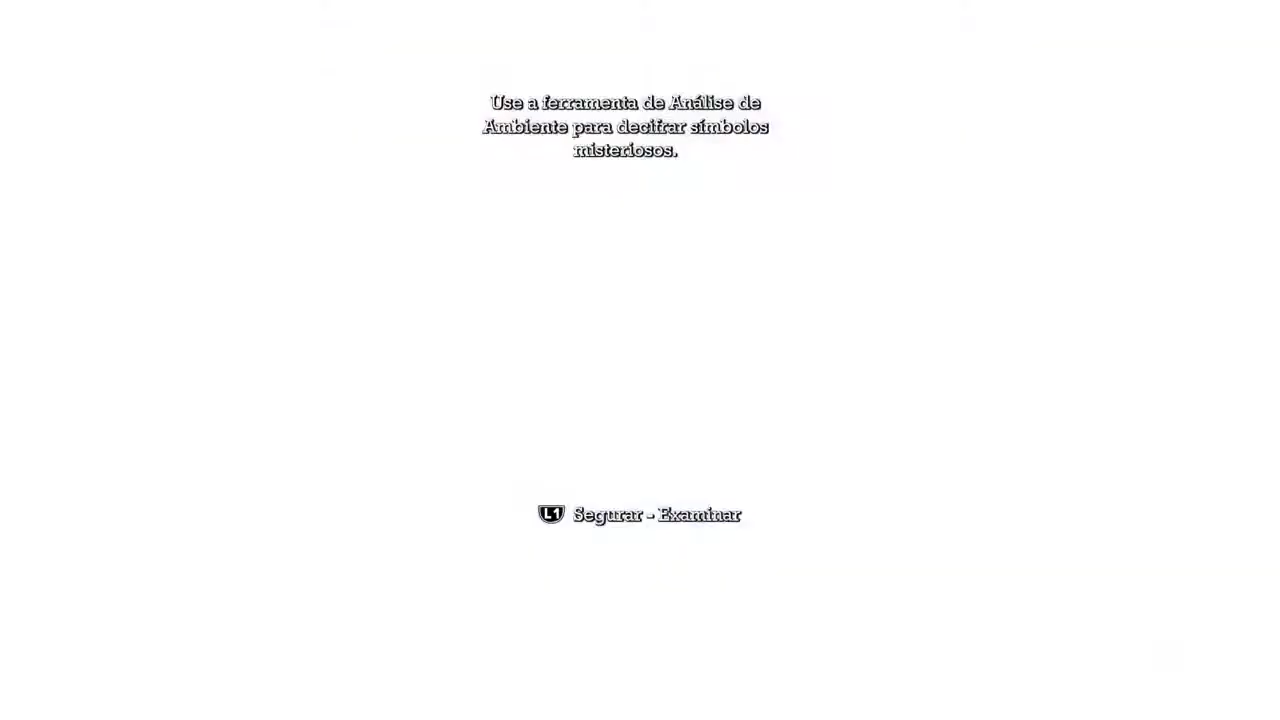 Use a ferramenta de Análise de
Ambiente para decifrar símbolos
misteriosos.
L1 Segurar - Examinar